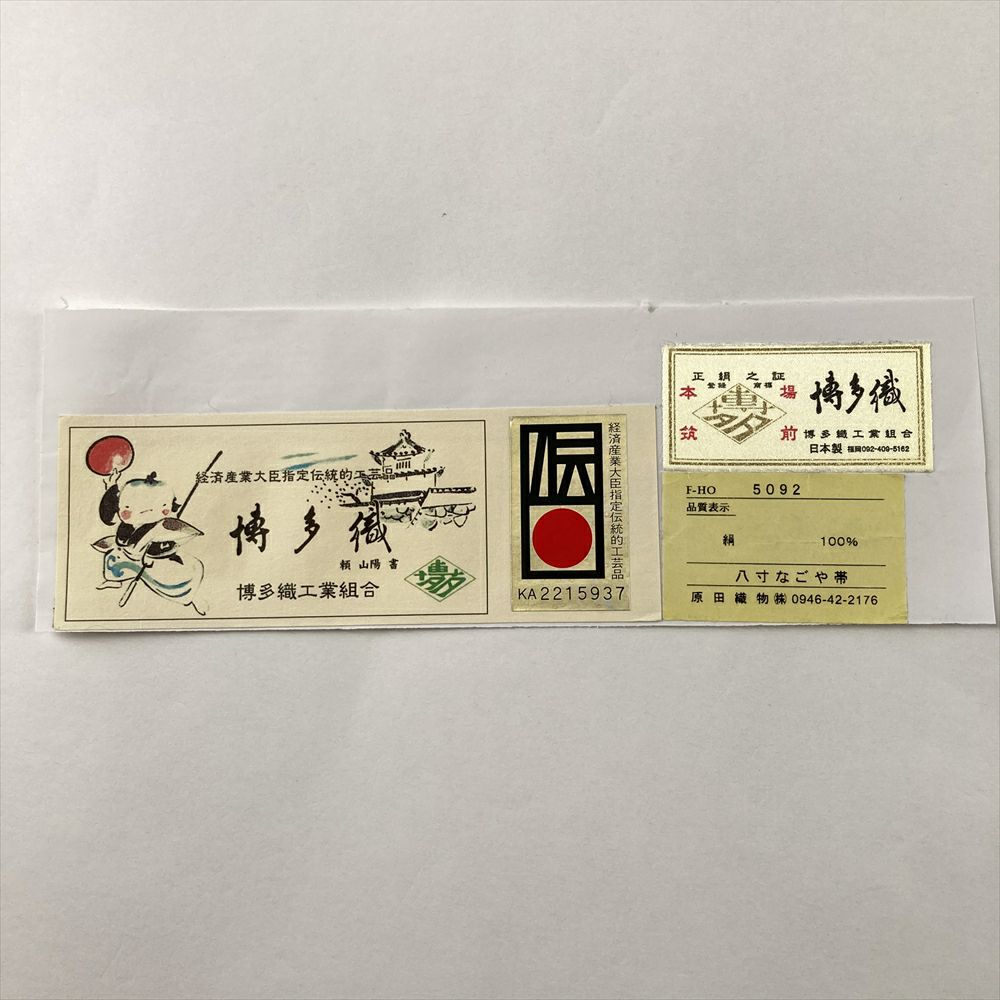 経済産業大臣指定伝統的工芸品
博多織
頼山陽書
博多織工業組合
博多
伝
経済産業大臣指定伝統的工芸品
KA2215937
正絹之証
登録商標
本場
筑前
博多
博多織
博多織工業組合
日本製 福岡092-409-5162
F-HO 5092
品質表示
絹 100%
八寸なごや帯
原田織物㈱ 0946-42-2176